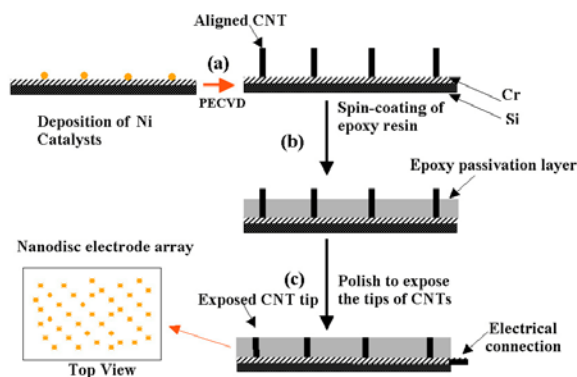 Aligned CNT
(a)
PECVD
Deposition of Ni
Catalysts
Cr
Si
Spin-coating of
epoxy resin
(b)
Epoxy passivation layer
Nanodisc electrode array
(c)
Exposed CNT tip
Polish to expose
the tips of CNTs
Electrical
connection
Top View